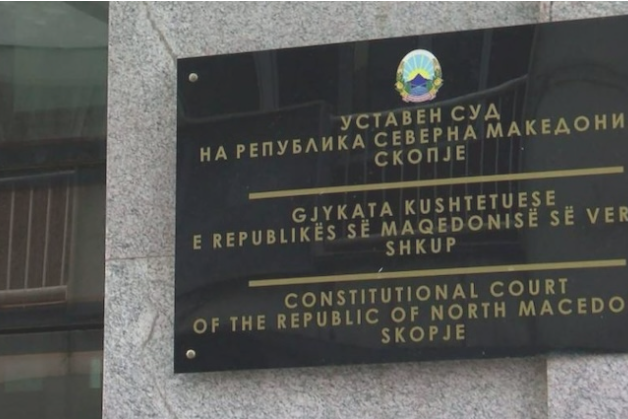 УСТАВЕН СУД
НА РЕПУБЛИКА СЕВЕРНА МАКЕДОНИ
СКОПЈЕ
GJYKATA KUSHTETUESE
E REPUBLIKËS SË MAQEDONISË SË VER
SHKUP
CONSTITUTIONAL COURT
OF THE REPUBLIC OF NORTH MACEDO
SKOPJE